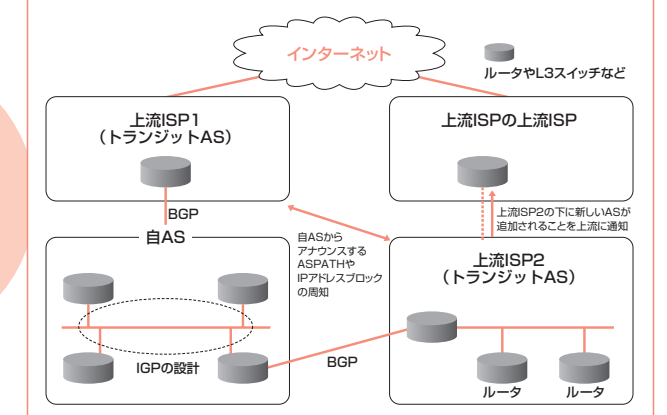 インターネット
ルータやL3スイッチなど
上流ISP1
（トランジットAS）
上流ISPの上流ISP
BGP
上流ISP2の下に新しいASが
追加されることを上流に通知
自AS
自ASから
アナウンスする
ASPATHや
IPアドレスブロック
の周知
上流ISP2
（トランジットAS）
IGPの設計
BGP
ルータ
ルータ